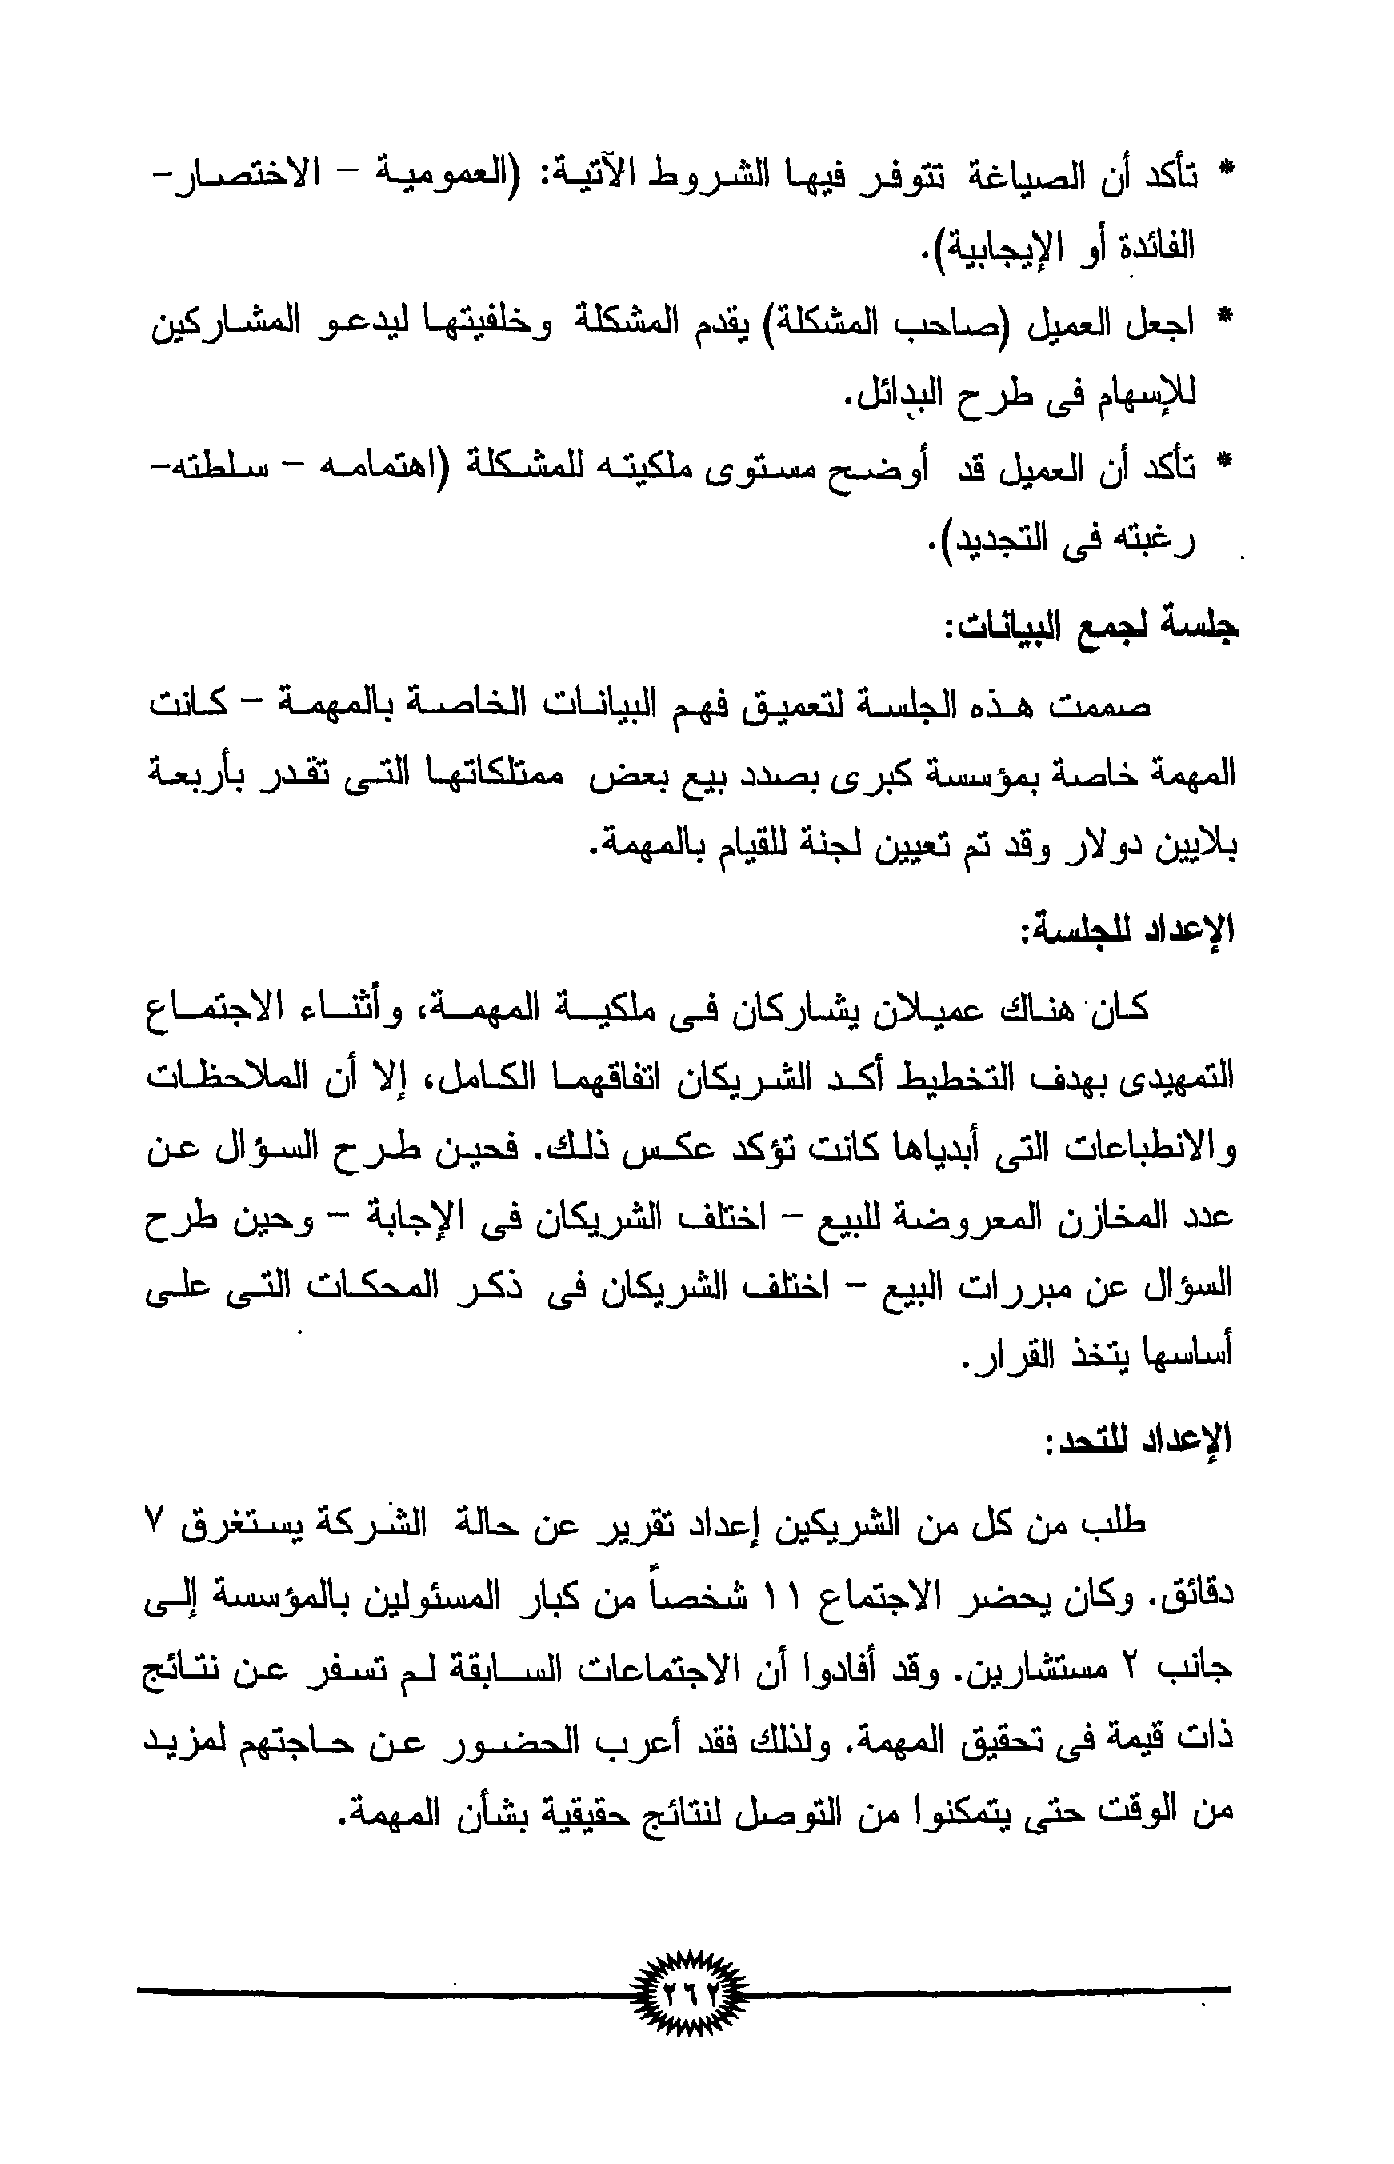 * تأكد أن الصياغة تتوفر فيها الشروط الآتية: (العمومية - الاختصار-
الفائدة أو الإيجابية).
* اجعل العميل (صاحب المشكلة) يقدم المشكلة وخلفيتها ليدعو المشاركين
للإسهام فى طرح البدائل.
* تأكد أن العميل قد أوضح مستوى ملكيته للمشكلة (اهتمامه - سلطته-
رغبته فى التجديد).
جلسة لجمع البيانات:
صممت هذه الجلسة لتعميق فهم البيانات الخاصة بالمهمة - كانت
المهمة خاصة بمؤسسة كبرى بصدد بيع بعض ممتلكاتها التى تقدر بأربعة
بلايين دولار وقد تم تعيين لجنة للقيام بالمهمة.
الإعداد للجلسة:
كان هناك عميلان يشاركان فى ملكية المهمة، وأثناء الاجتماع
التمهيدى بهدف التخطيط أكد الشريكان اتفاقهما الكامل، إلا أن الملاحظات
والانطباعات التى أبدياها كانت تؤكد عكس ذلك. فحين طرح السؤال عن
عدد المخازن المعروضة للبيع - اختلف الشريكان فى الإجابة - وحين طرح
السؤال عن مبررات البيع - اختلف الشريكان فى ذكر المحكات التى على
أساسها يتخذ القرار.
الإعداد للتحد:
طلب من كل من الشريكين إعداد تقرير عن حالة الشركة يستغرق ٧
دقائق. وكان يحضر الاجتماع ١١ شخصاً من كبار المسئولين بالمؤسسة إلى
جانب ٢ مستشارين. وقد أفادوا أن الاجتماعات السابقة لم تسفر عن نتائج
ذات قيمة فى تحقيق المهمة. ولذلك فقد أعرب الحضور عن حاجتهم لمزيد
من الوقت حتى يتمكنوا من التوصل لنتائج حقيقية بشأن المهمة.
٢٦٢